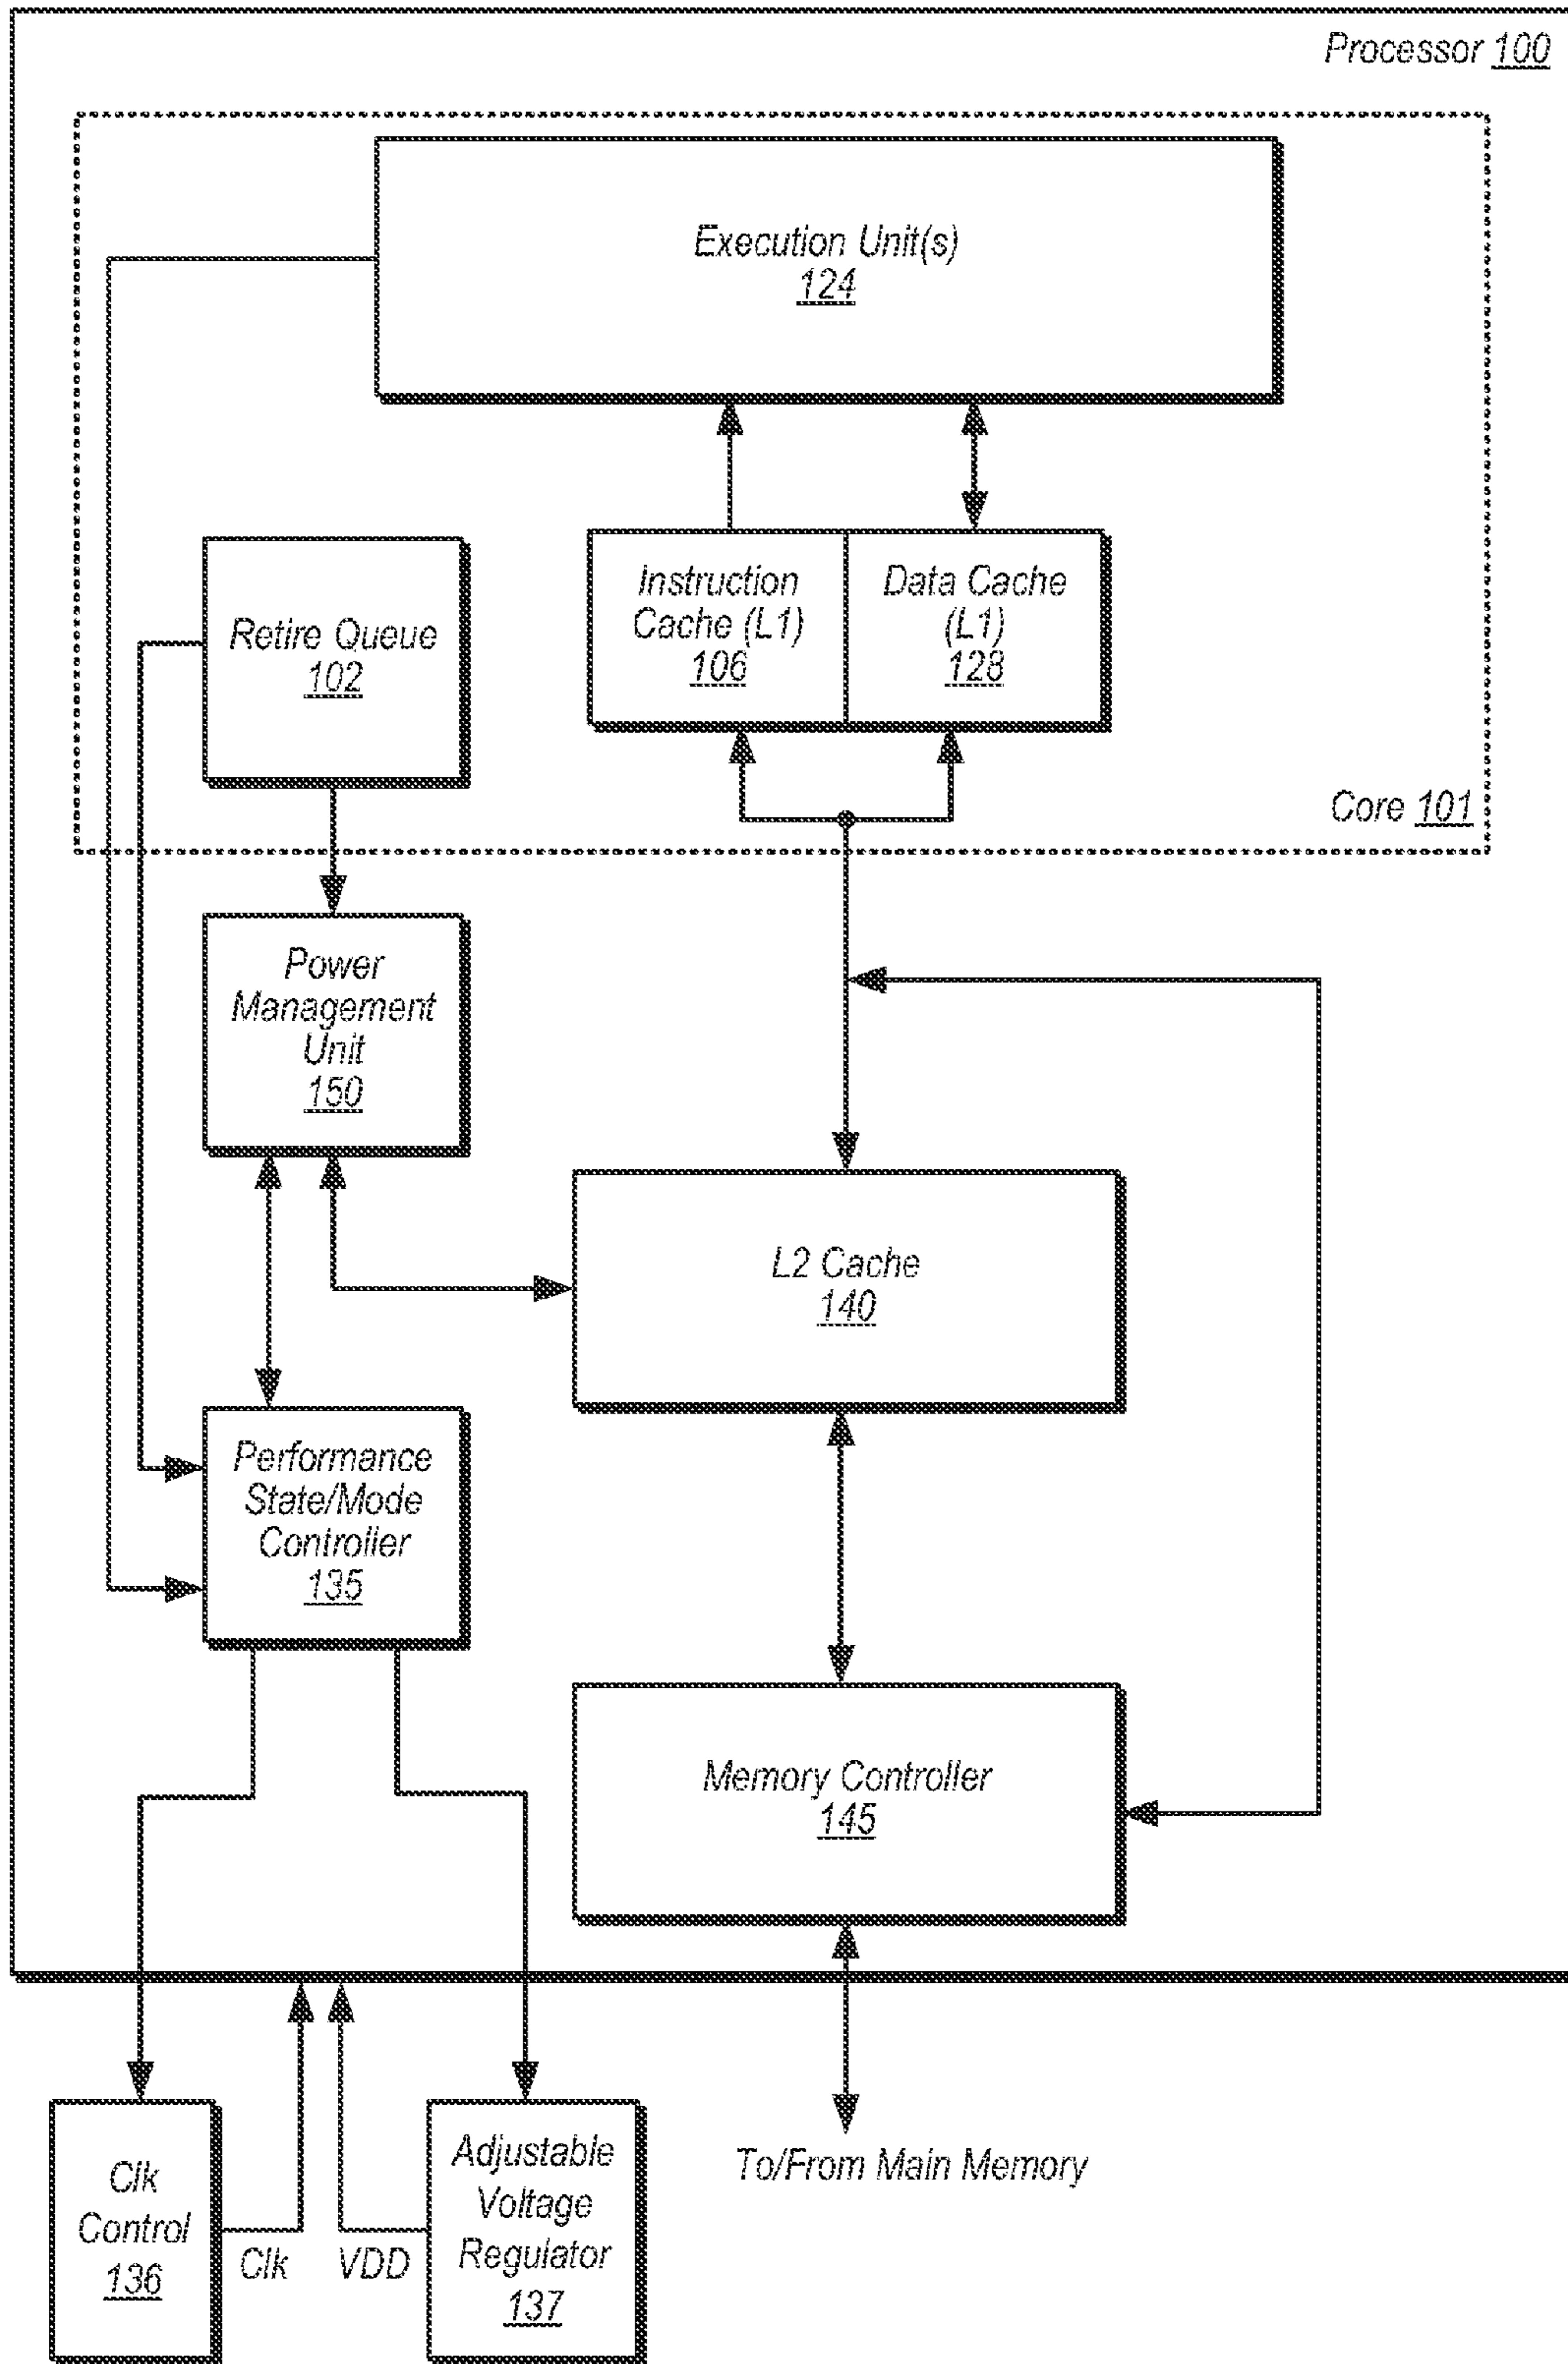 Processor 100
Execution Unit(s)
124
Retire Queue
102
Instruction
Cache (L1)
106
Data Cache
(L1)
128
Core 101
Power
Management
Unit
150
L2 Cache
140
Performance
State/Mode
Controller
135
Memory Controller
145
Clk
Control
136
Clk
VDD
Adjustable
Voltage
Regulator
137
To/From Main Memory